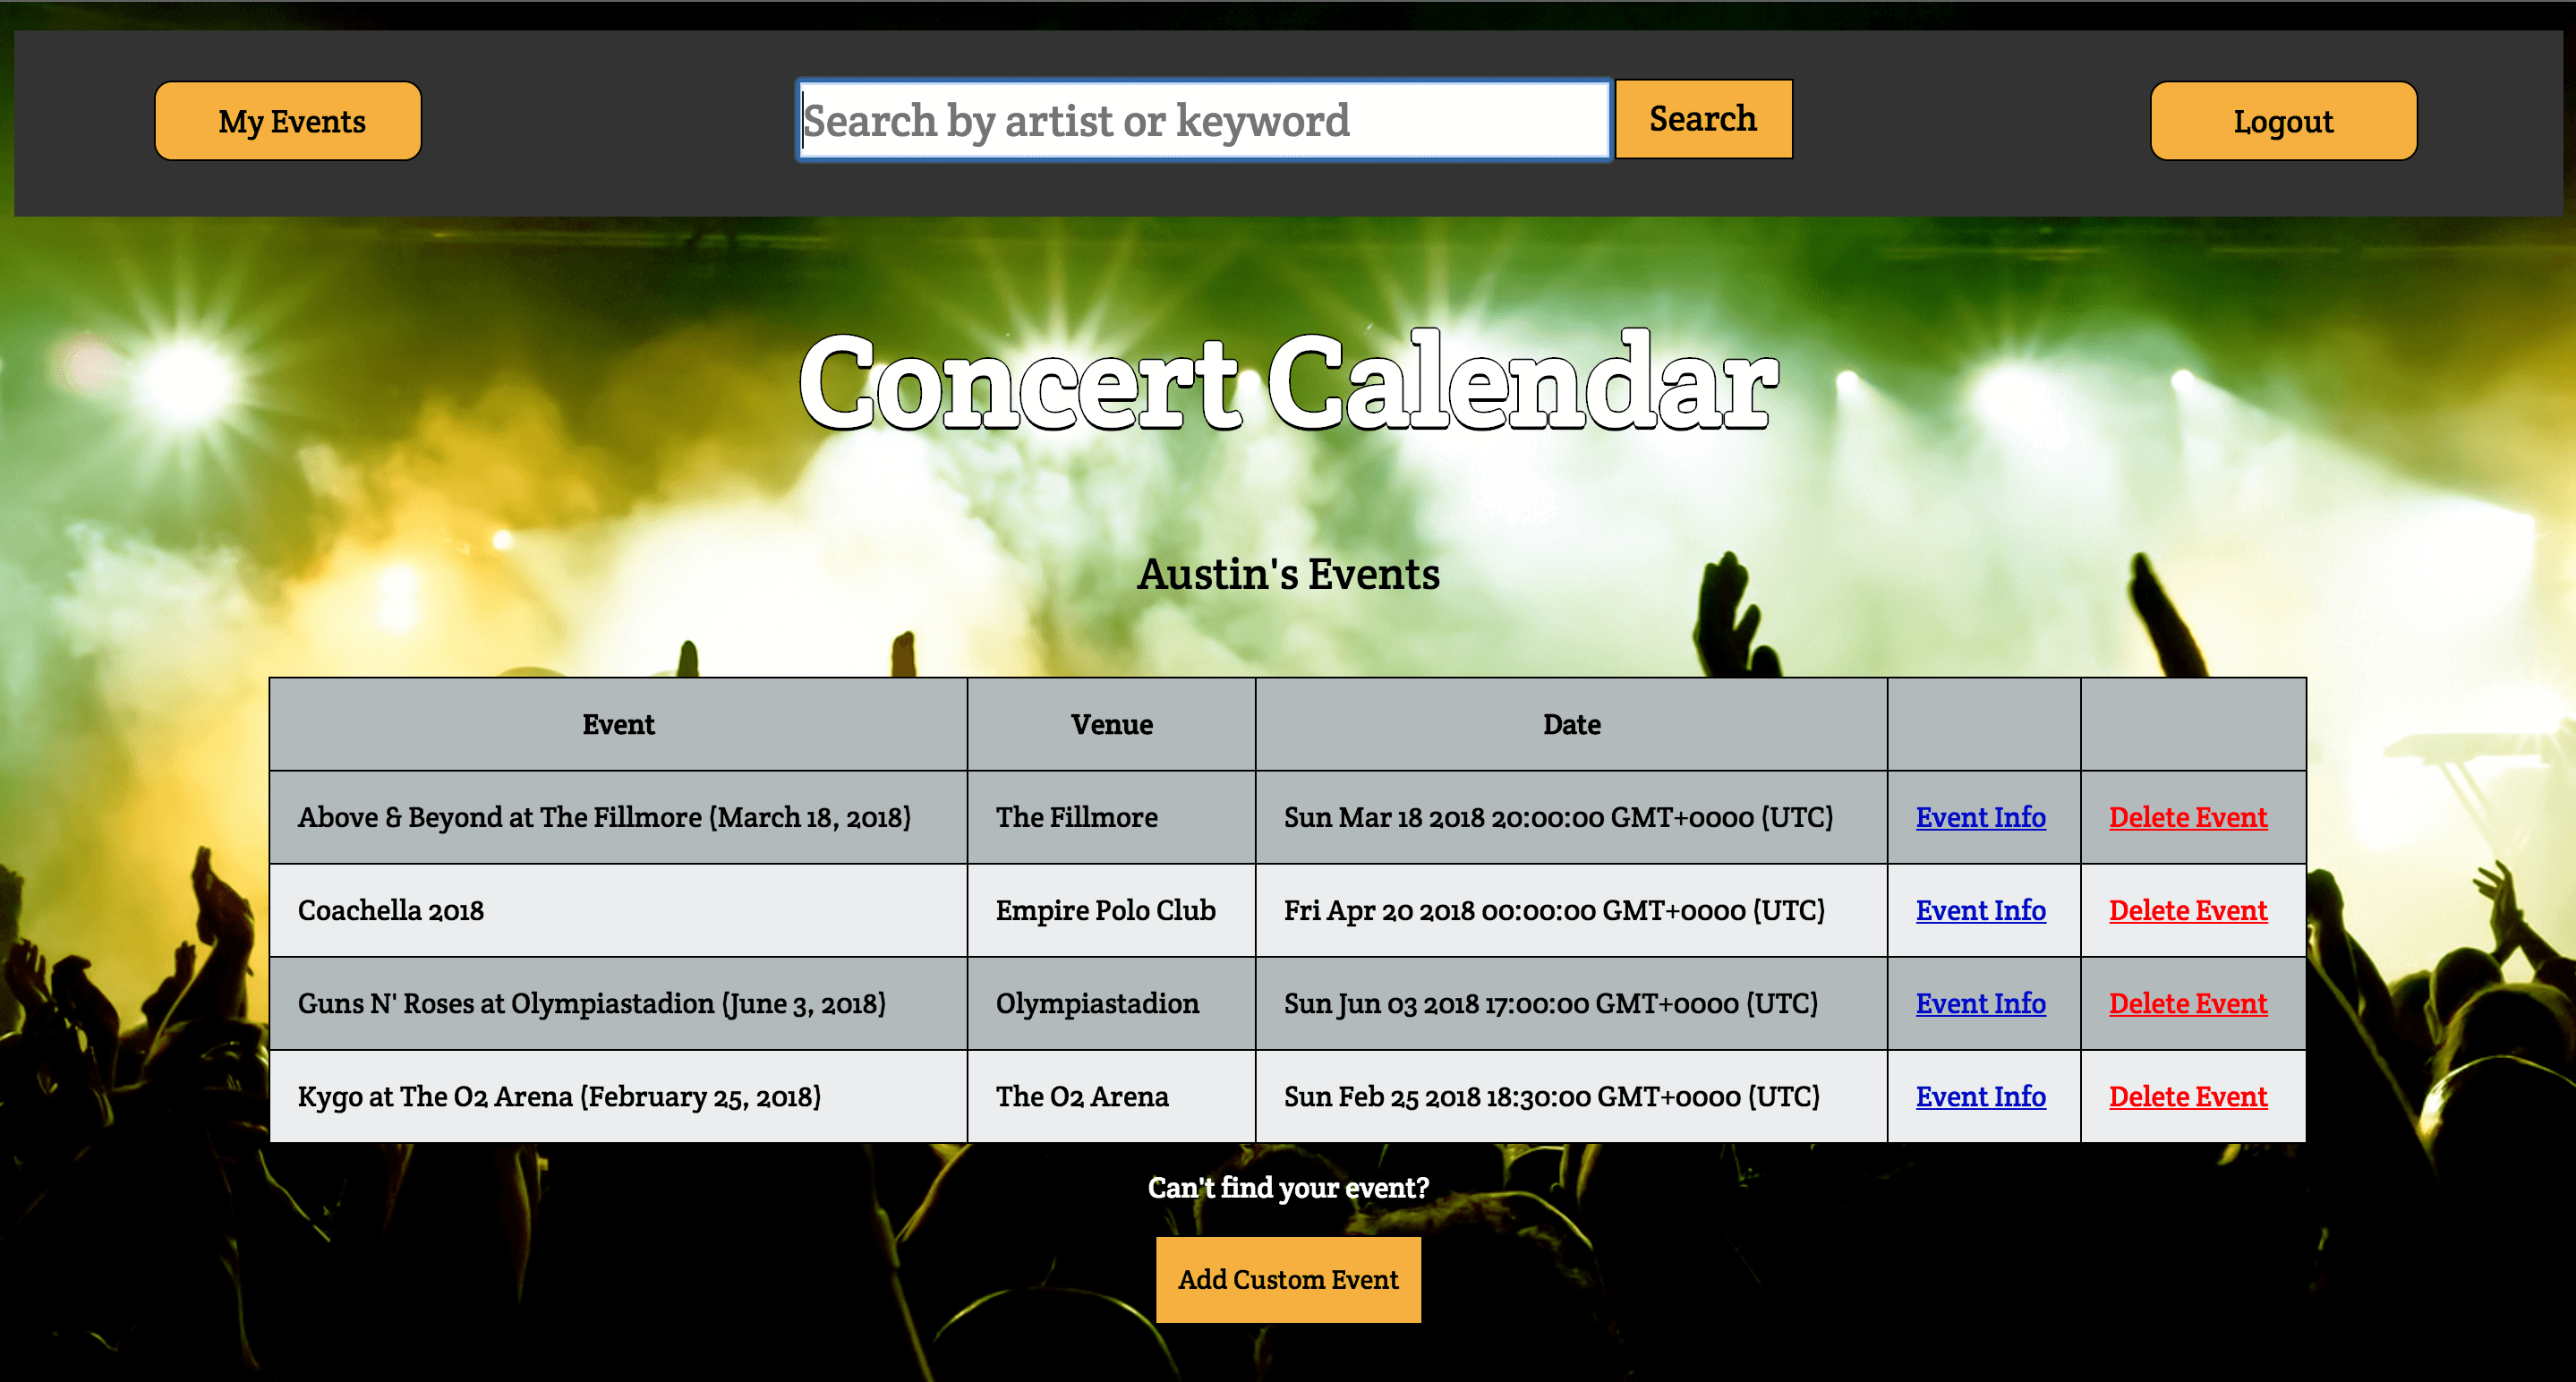 My Events
Search by artist or keyword
Search
Logout
Concert Calendar
Austin's Events
Event Venue Date
Above & Beyond at The Fillmore (March 18, 2018) The Fillmore Sun Mar 18 2018 20:00:00 GMT+0000 (UTC) Event Info Delete Event
Coachella 2018 Empire Polo Club Fri Apr 20 2018 00:00:00 GMT+0000 (UTC) Event Info Delete Event
Guns N' Roses at Olympiastadion (June 3, 2018) Olympiastadion Sun Jun 03 2018 17:00:00 GMT+0000 (UTC) Event Info Delete Event
Kygo at The O2 Arena (February 25, 2018) The O2 Arena Sun Feb 25 2018 18:30:00 GMT+0000 (UTC) Event Info Delete Event
Can't find your event?
Add Custom Event